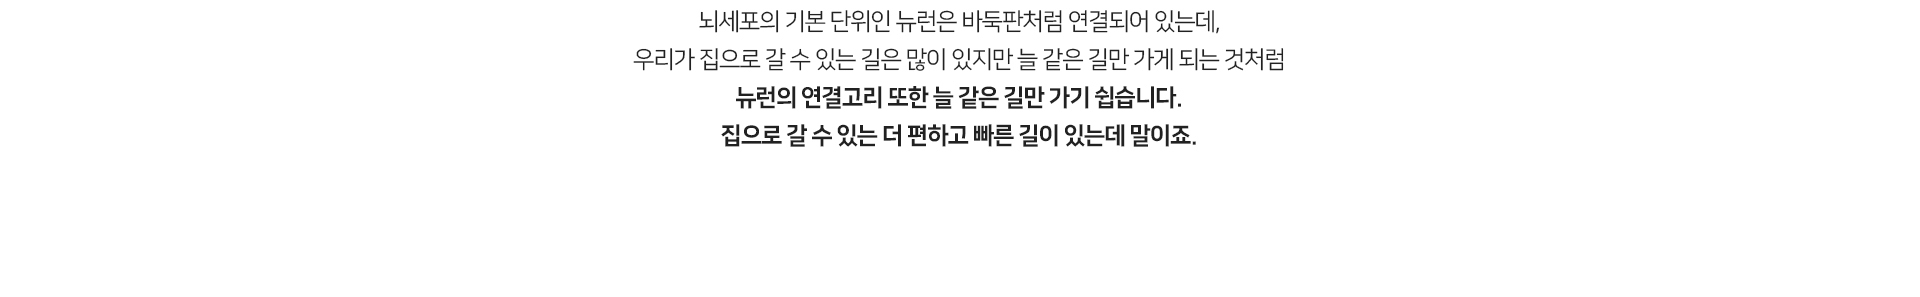 뇌세포의 기본 단위인 뉴런은 바둑판처럼 연결되어 있는데,
우리가 집으로 갈 수 있는 길은 많이 있지만 늘 같은 길만 가게 되는 것처럼
뉴런의 연결고리 또한 늘 같은 길만 가기 쉽습니다.
집으로 갈 수 있는 더 편하고 빠른 길이 있는데 말이죠.